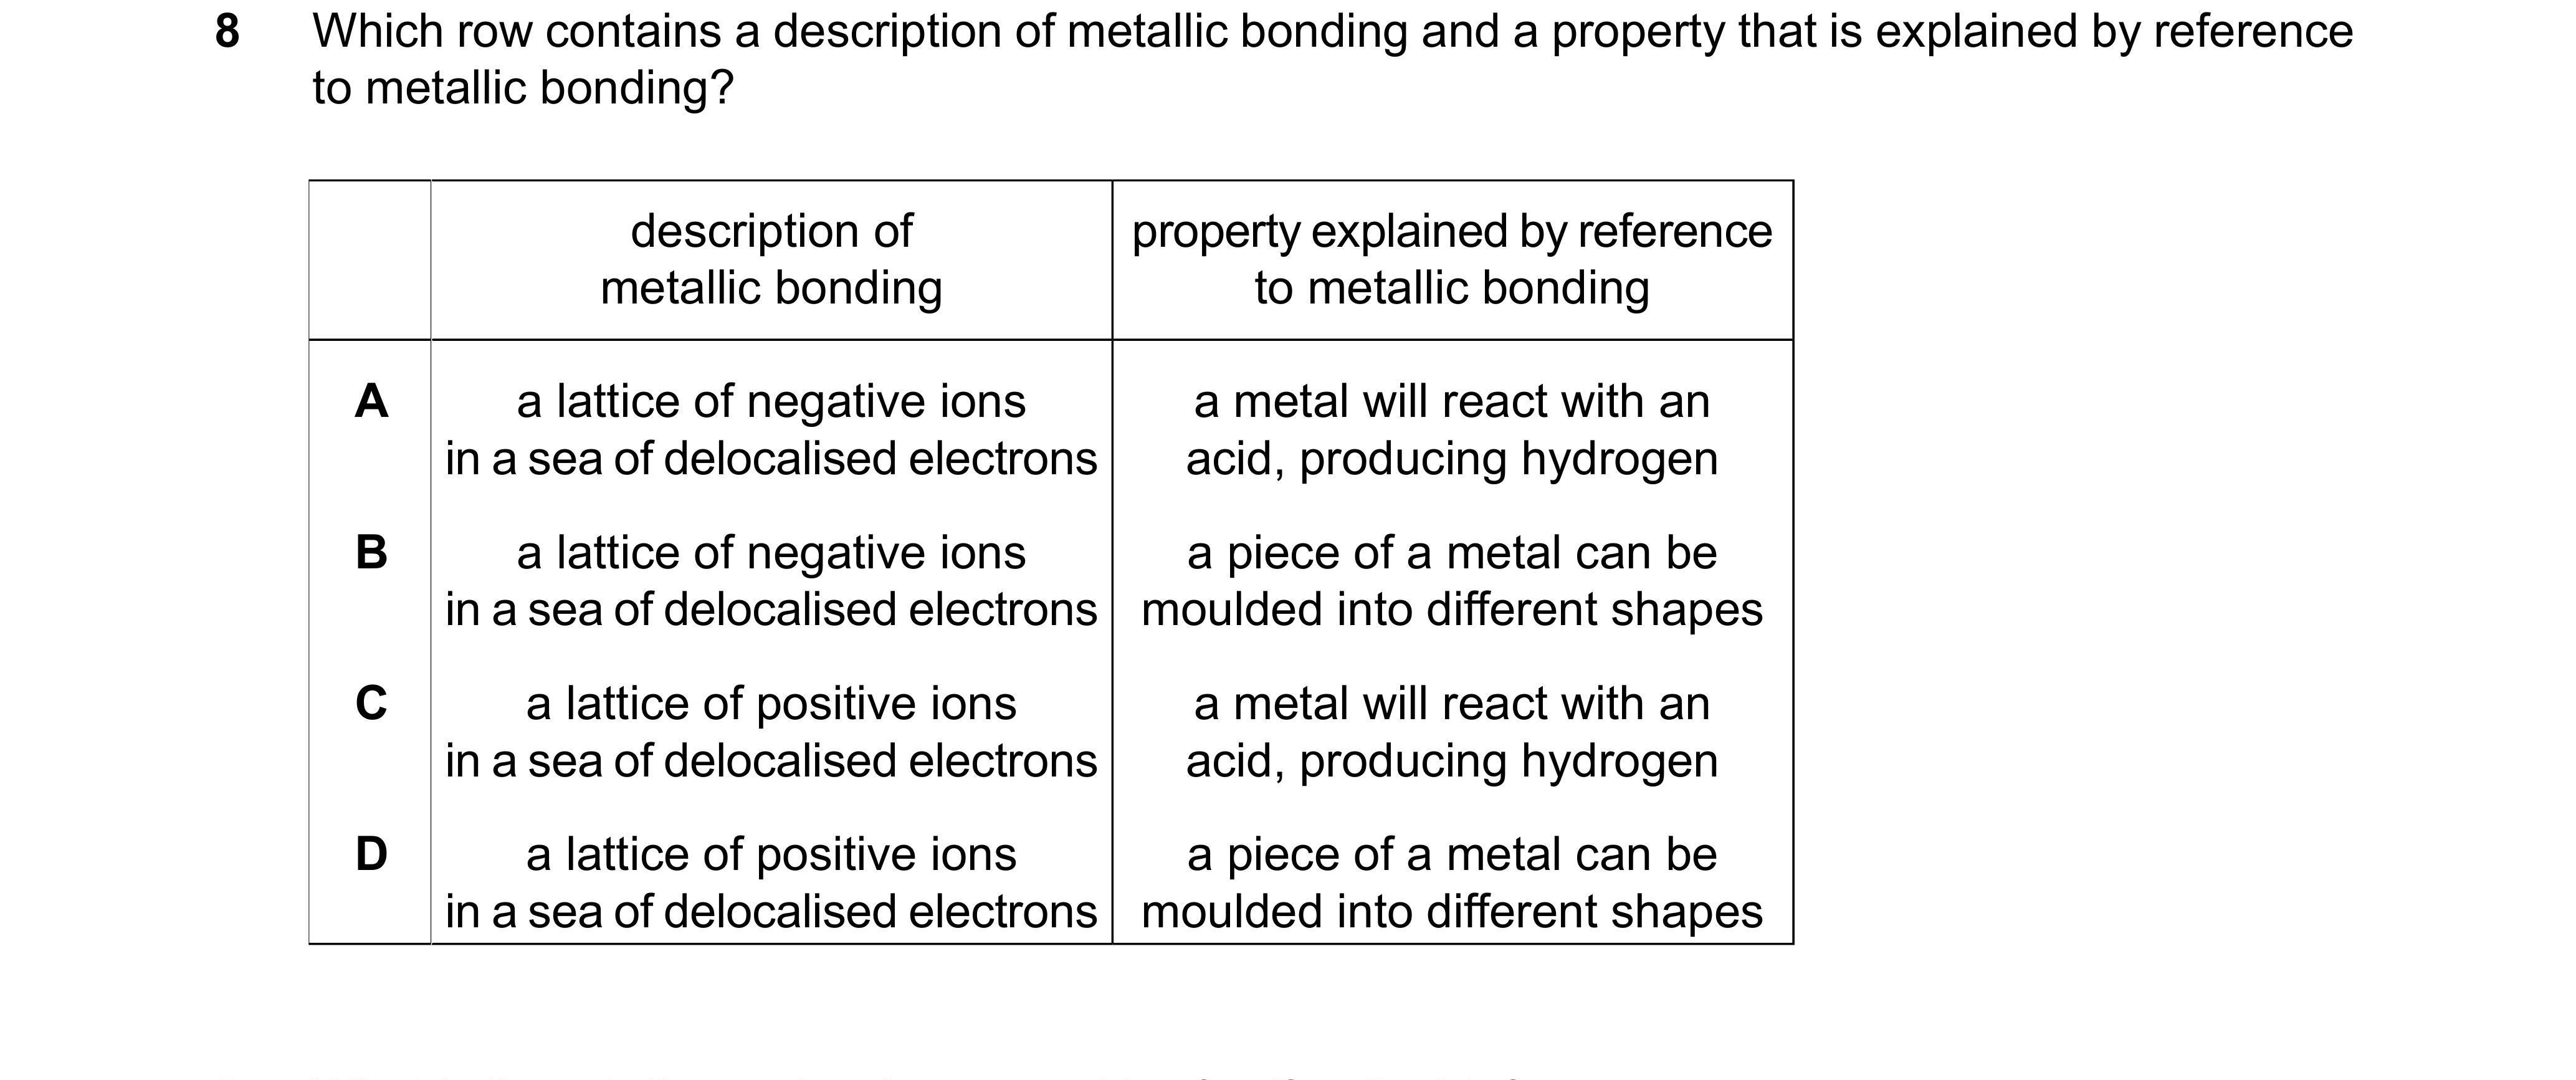 8 Which row contains a description of metallic bonding and a property that is explained by reference
to metallic bonding?
description of
metallic bonding
property explained by reference
to metallic bonding
A a lattice of negative ions
in a sea of delocalised electrons
a metal will react with an
acid, producing hydrogen
B a lattice of negative ions
in a sea of delocalised electrons
a piece of a metal can be
moulded into different shapes
C a lattice of positive ions
in a sea of delocalised electrons
a metal will react with an
acid, producing hydrogen
D a lattice of positive ions
in a sea of delocalised electrons
a piece of a metal can be
moulded into different shapes